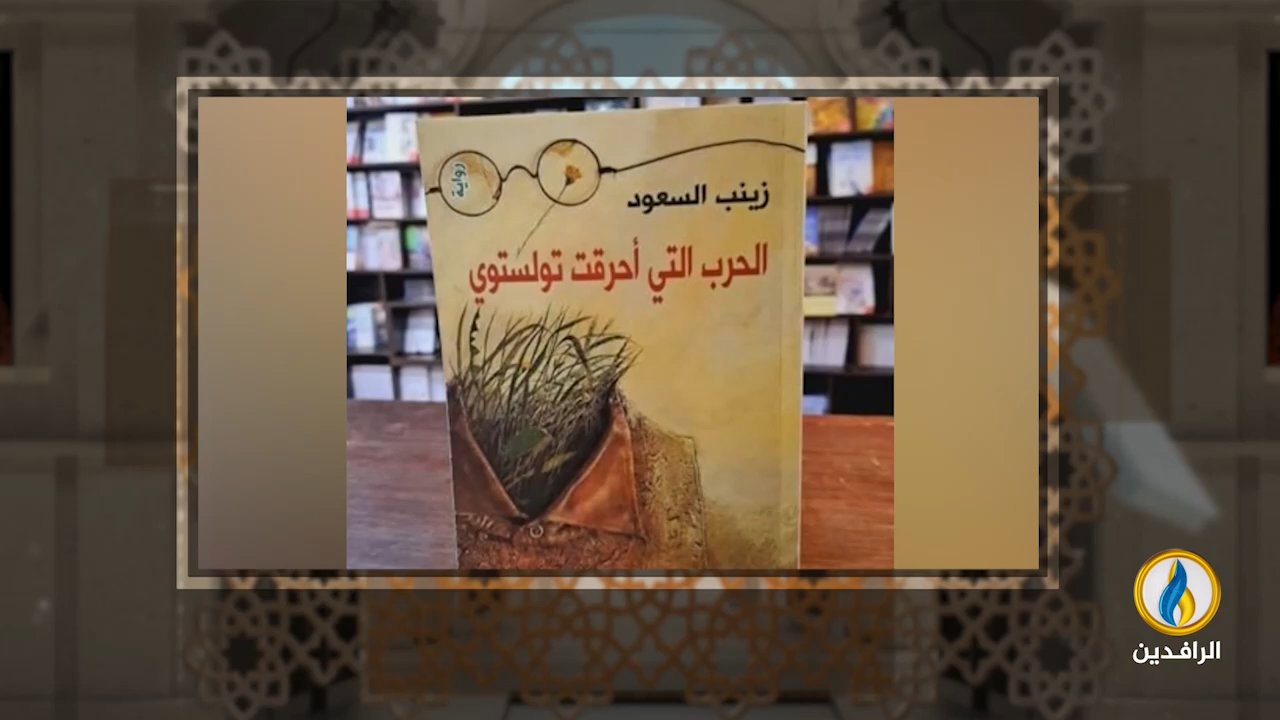 رواية
زينب السعود
الحرب التي أحرقت تولستوي
الرافدين